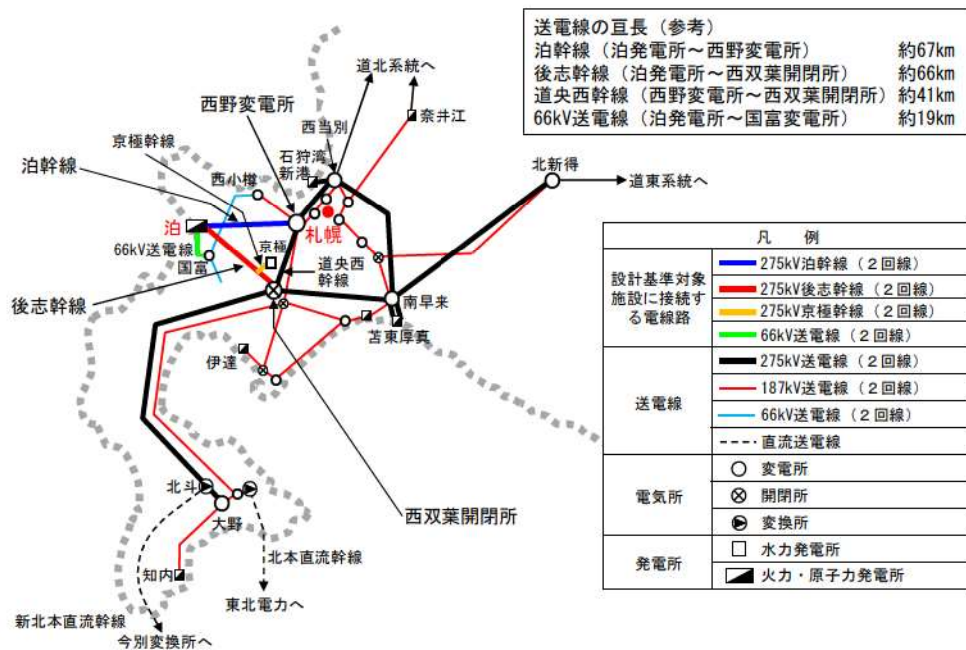 送電線の亘長（参考）
泊幹線（泊発電所～西野変電所） 約67km
後志幹線（泊発電所～西双葉開閉所） 約66km
道央西幹線（西野変電所～西双葉開閉所） 約41km
66kV送電線（泊発電所～国富変電所） 約19km
道北系統へ
西野変電所
奈井江
西当別
京極幹線
石狩湾
新港
北新得
道東系統へ
泊幹線
西小樽
泊
札幌
66kV送電線
京極
国富
道央西
幹線
後志幹線
南早来
苫東厚真
伊達
北斗
大野
西双葉開閉所
北本直流幹線
知内
東北電力へ
新北本直流幹線
今別変換所へ
凡 例
設計基準対象
施設に接続す
る電線路
275kV泊幹線（２回線）
275kV後志幹線（２回線）
275kV京極幹線（２回線）
66kV送電線（２回線）
送電線
275kV送電線（２回線）
187kV送電線（２回線）
66kV送電線（２回線）
直流送電線
電気所
変電所
開閉所
変換所
発電所
水力発電所
火力・原子力発電所